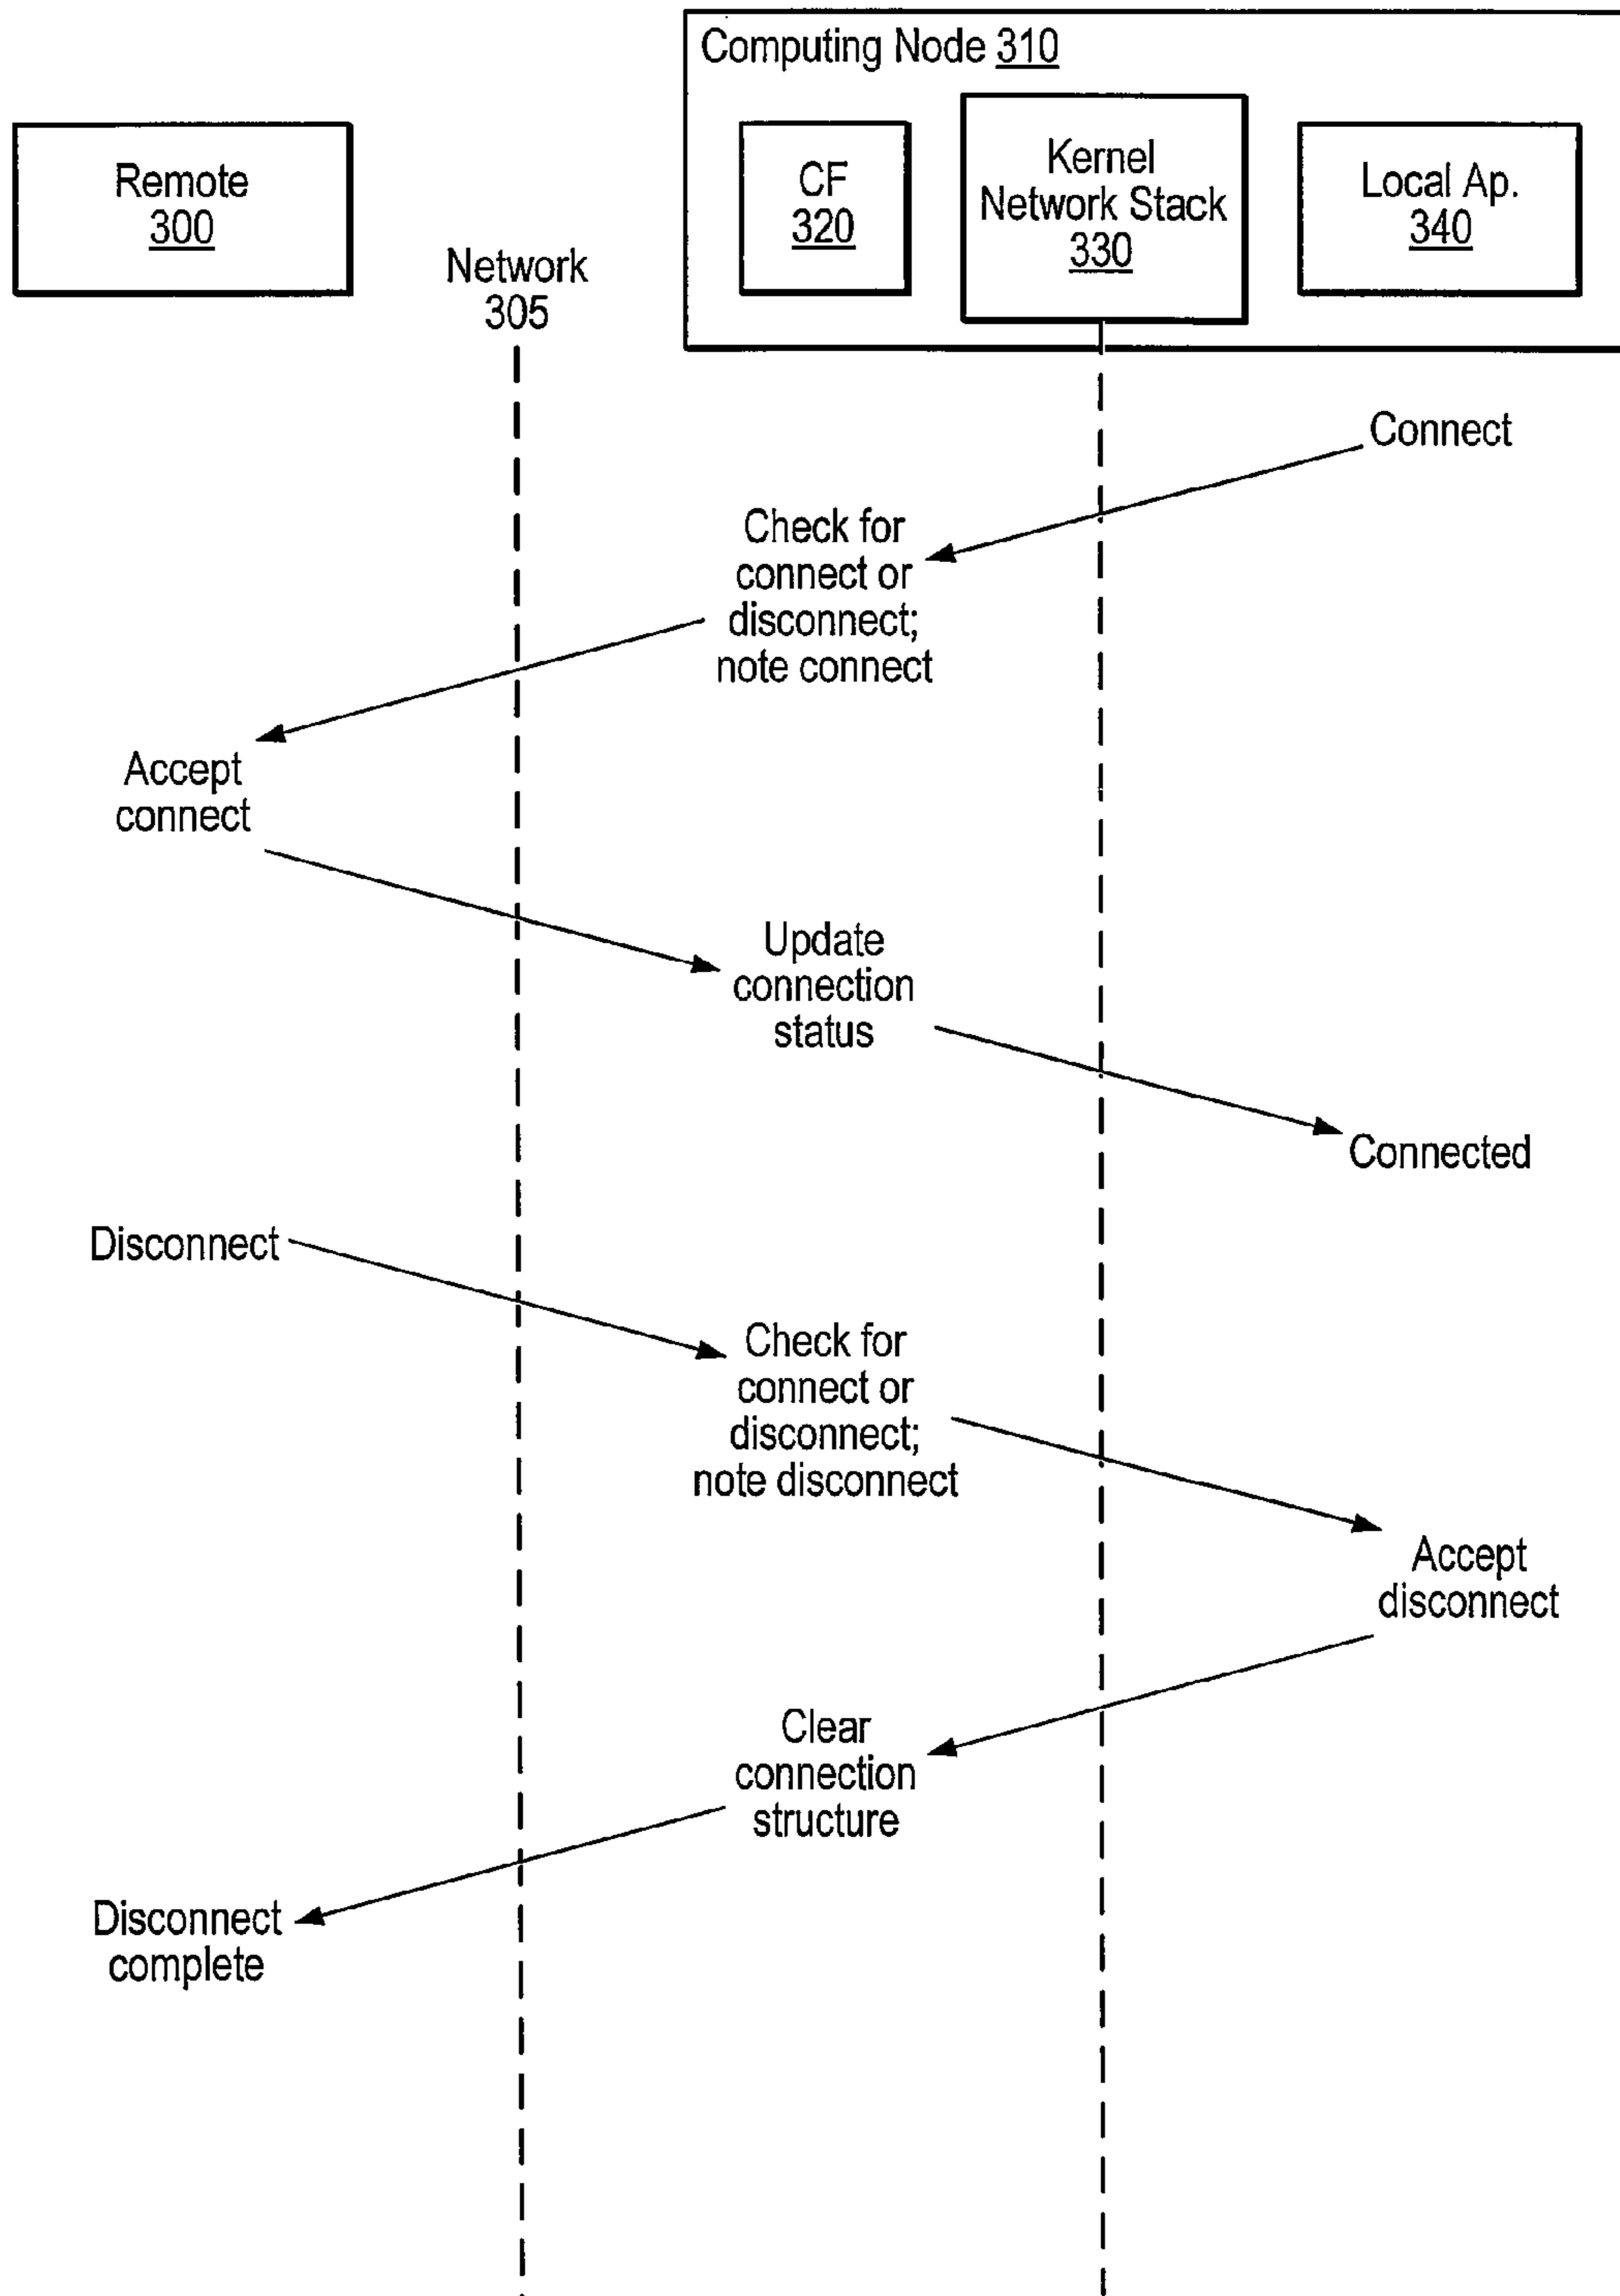 Computing Node 310
Remote
300
Network
305
CF
320
Kernel
Network Stack
330
Local Ap.
340
Connect
Check for
connect or
disconnect;
note connect
Accept
connect
Update
connection
status
Connected
Disconnect
Check for
connect or
disconnect;
note disconnect
Accept
disconnect
Clear
connection
structure
Disconnect
complete